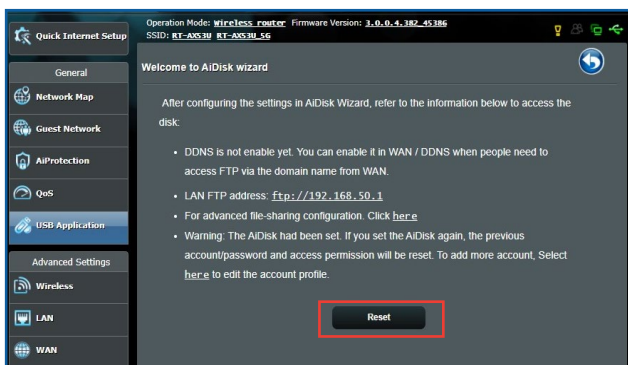 Quick Internet Setup
General
Network Map
Guest Network
AiProtection
QoS
USB Application
Advanced Settings
Wireless
LAN
WAN
Operation Mode: Wireless router Firmware Version: 3.0.0.4.382_45386
SSID: RT-AX53U RT-AX53U_5G
Welcome to AiDisk wizard
After configuring the settings in AiDisk Wizard, refer to the information below to access the
disk:
• DDNS is not enable yet. You can enable it in WAN / DDNS when people need to
access FTP via the domain name from WAN.
• LAN FTP address: ftp://192.168.50.1
• For advanced file-sharing configuration. Click here
• Warning: The AiDisk had been set. If you set the AiDisk again, the previous
account/password and access permission will be reset. To add more account, Select
here to edit the account profile.
Reset